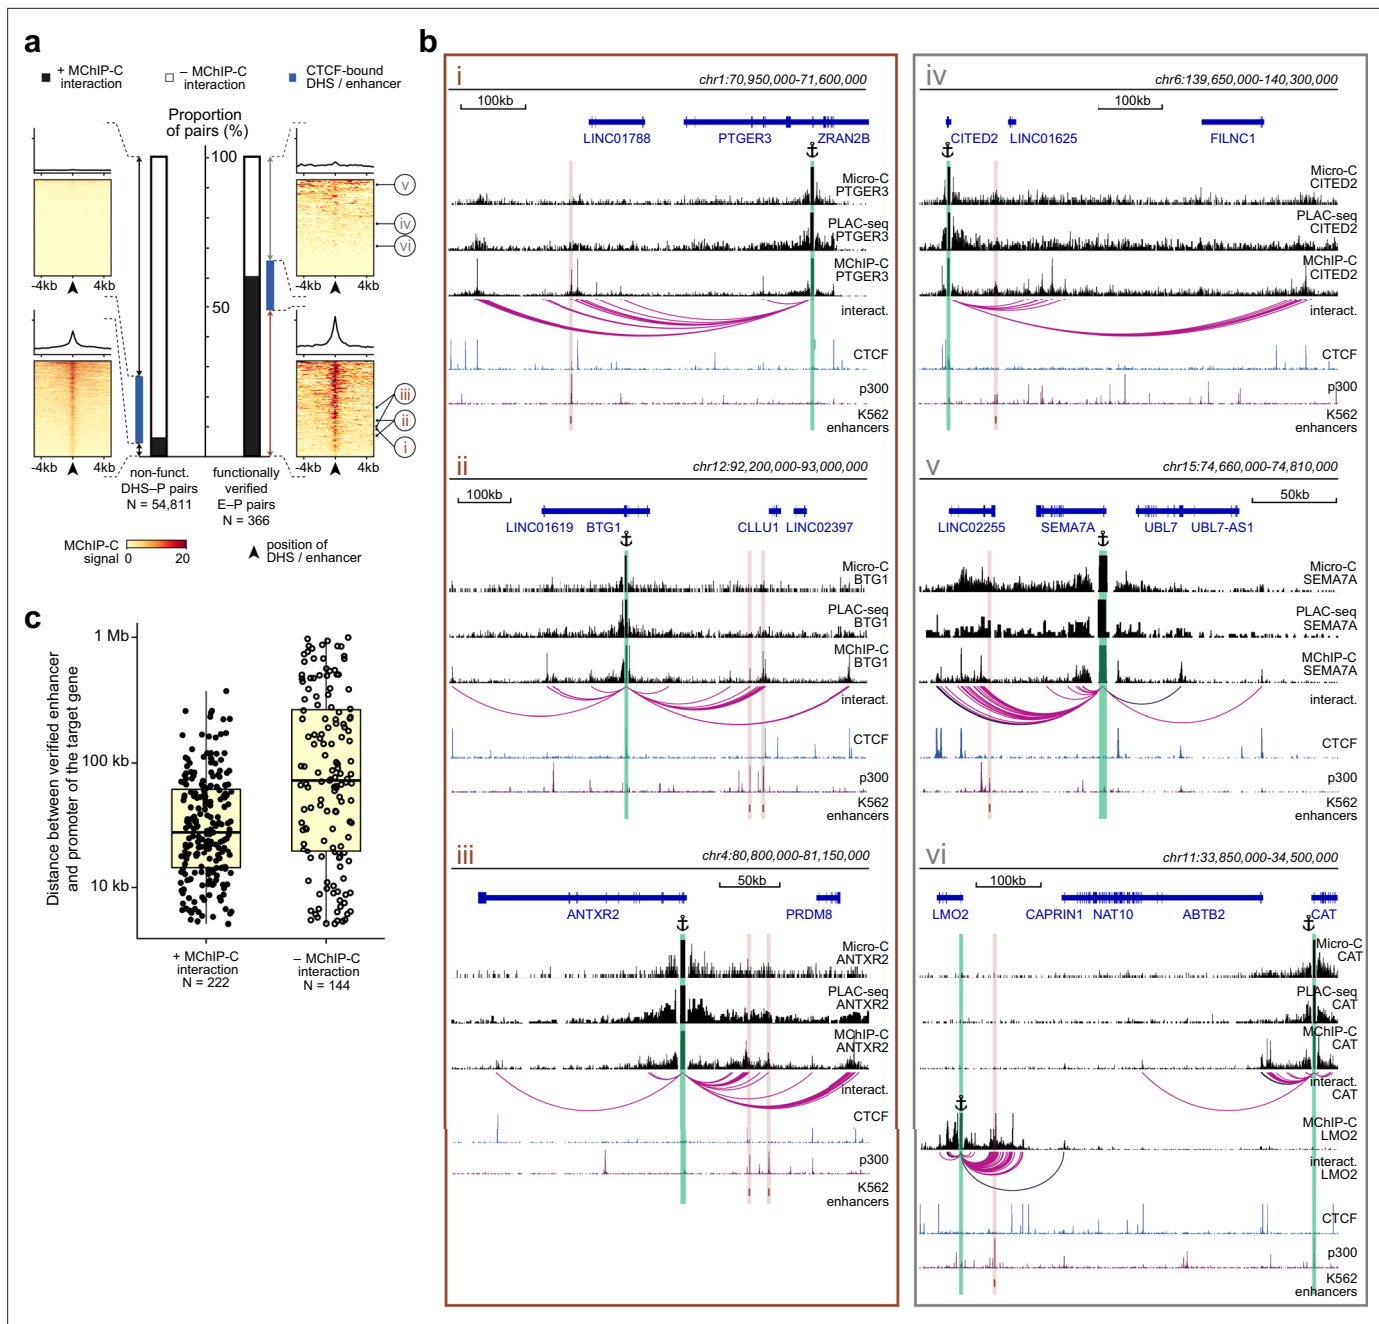 a
+ MChIP-C
interaction
– MChIP-C
interaction
CTCF-bound
DHS / enhancer
Proportion
of pairs (%)
100
50
-4kb
4kb
-4kb
4kb
-4kb
4kb
-4kb
4kb
v
iv
vi
iii
ii
i
non-funct.
DHS–P pairs
N = 54,811
functionally
verified
E–P pairs
N = 366
MChIP-C
signal
0
20
position of
DHS / enhancer
b
i
chr1:70,950,000-71,600,000
100kb
LINC01788
PTGER3
ZRAN2B
Micro-C
PTGER3
PLAC-seq
PTGER3
MChIP-C
PTGER3
interact.
CTCF
p300
K562
enhancers
ii
chr12:92,200,000-93,000,000
100kb
LINC01619
BTG1
CLLU1
LINC02397
Micro-C
BTG1
PLAC-seq
BTG1
MChIP-C
BTG1
interact.
CTCF
p300
K562
enhancers
iii
chr4:80,800,000-81,150,000
50kb
ANTXR2
PRDM8
Micro-C
ANTXR2
PLAC-seq
ANTXR2
MChIP-C
ANTXR2
interact.
CTCF
p300
K562
enhancers
iv
chr6:139,650,000-140,300,000
100kb
CITED2
LINC01625
FILNC1
Micro-C
CITED2
PLAC-seq
CITED2
MChIP-C
CITED2
interact.
CTCF
p300
K562
enhancers
v
chr15:74,660,000-74,810,000
50kb
LINC02255
SEMA7A
UBL7
UBL7-AS1
Micro-C
SEMA7A
PLAC-seq
SEMA7A
MChIP-C
SEMA7A
interact.
CTCF
p300
K562
enhancers
vi
chr11:33,850,000-34,500,000
100kb
LMO2
CAPRIN1
NAT10
ABTB2
CAT
Micro-C
CAT
PLAC-seq
CAT
MChIP-C
CAT
interact.
CAT
MChIP-C
LMO2
interact.
LMO2
CTCF
p300
K562
enhancers
c
Distance between verified enhancer
and promoter of the target gene
1 Mb
100 kb
10 kb
+ MChIP-C
interaction
N = 222
– MChIP-C
interaction
N = 144